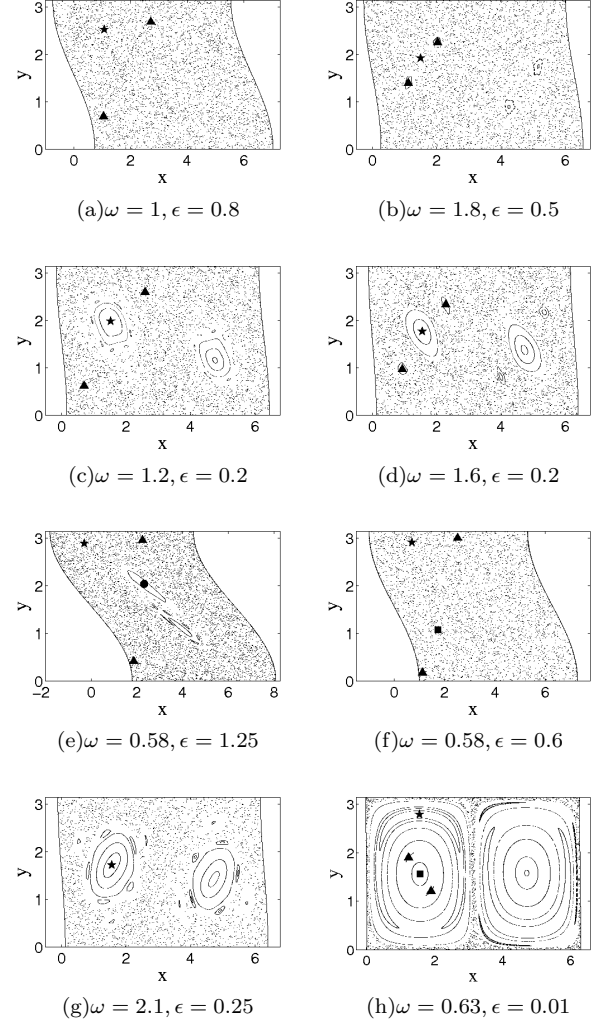 3
2
1
0
y
0 2 4 6
x
(a)ω = 1, ϵ = 0.8
3
2
1
0
y
0 2 4 6
x
(b)ω = 1.8, ϵ = 0.5
3
2
1
0
y
0 2 4 6
x
(c)ω = 1.2, ϵ = 0.2
3
2
1
0
y
0 2 4 6
x
(d)ω = 1.6, ϵ = 0.2
3
2
1
0
y
−2 0 2 4 6 8
x
(e)ω = 0.58, ϵ = 1.25
3
2
1
0
y
0 2 4 6
x
(f)ω = 0.58, ϵ = 0.6
3
2
1
0
y
0 2 4 6
x
(g)ω = 2.1, ϵ = 0.25
3
2
1
0
y
0 2 4 6
x
(h)ω = 0.63, ϵ = 0.01